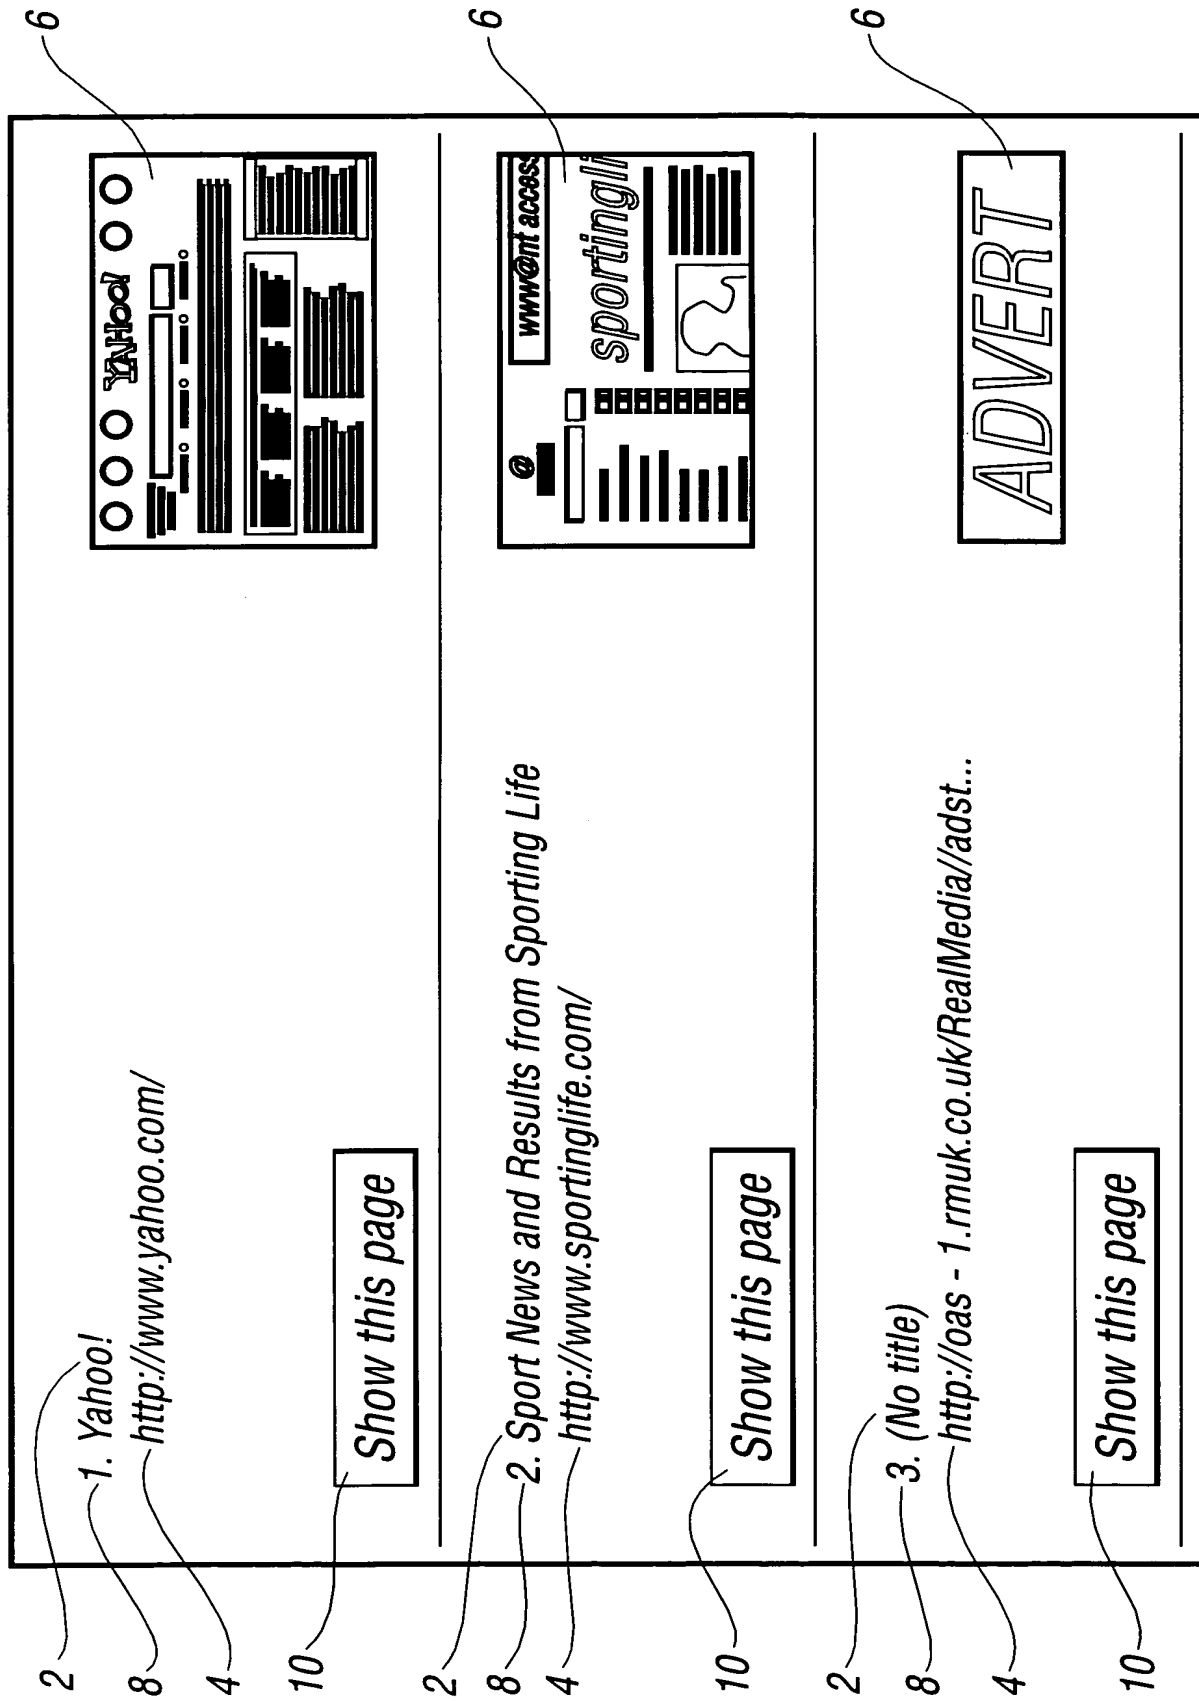 2
8
4
10
1. Yahoo!
http://www.yahoo.com/
Show this page
YAHOO!
6
2
8
4
10
2. Sport News and Results from Sporting Life
http://www.sportinglife.com/
Show this page
www@nt access
@
sportingli
6
2
8
4
10
3. (No title)
http://oas - 1.rmuk.co.uk/RealMedia//adst...
Show this page
ADVERT
6